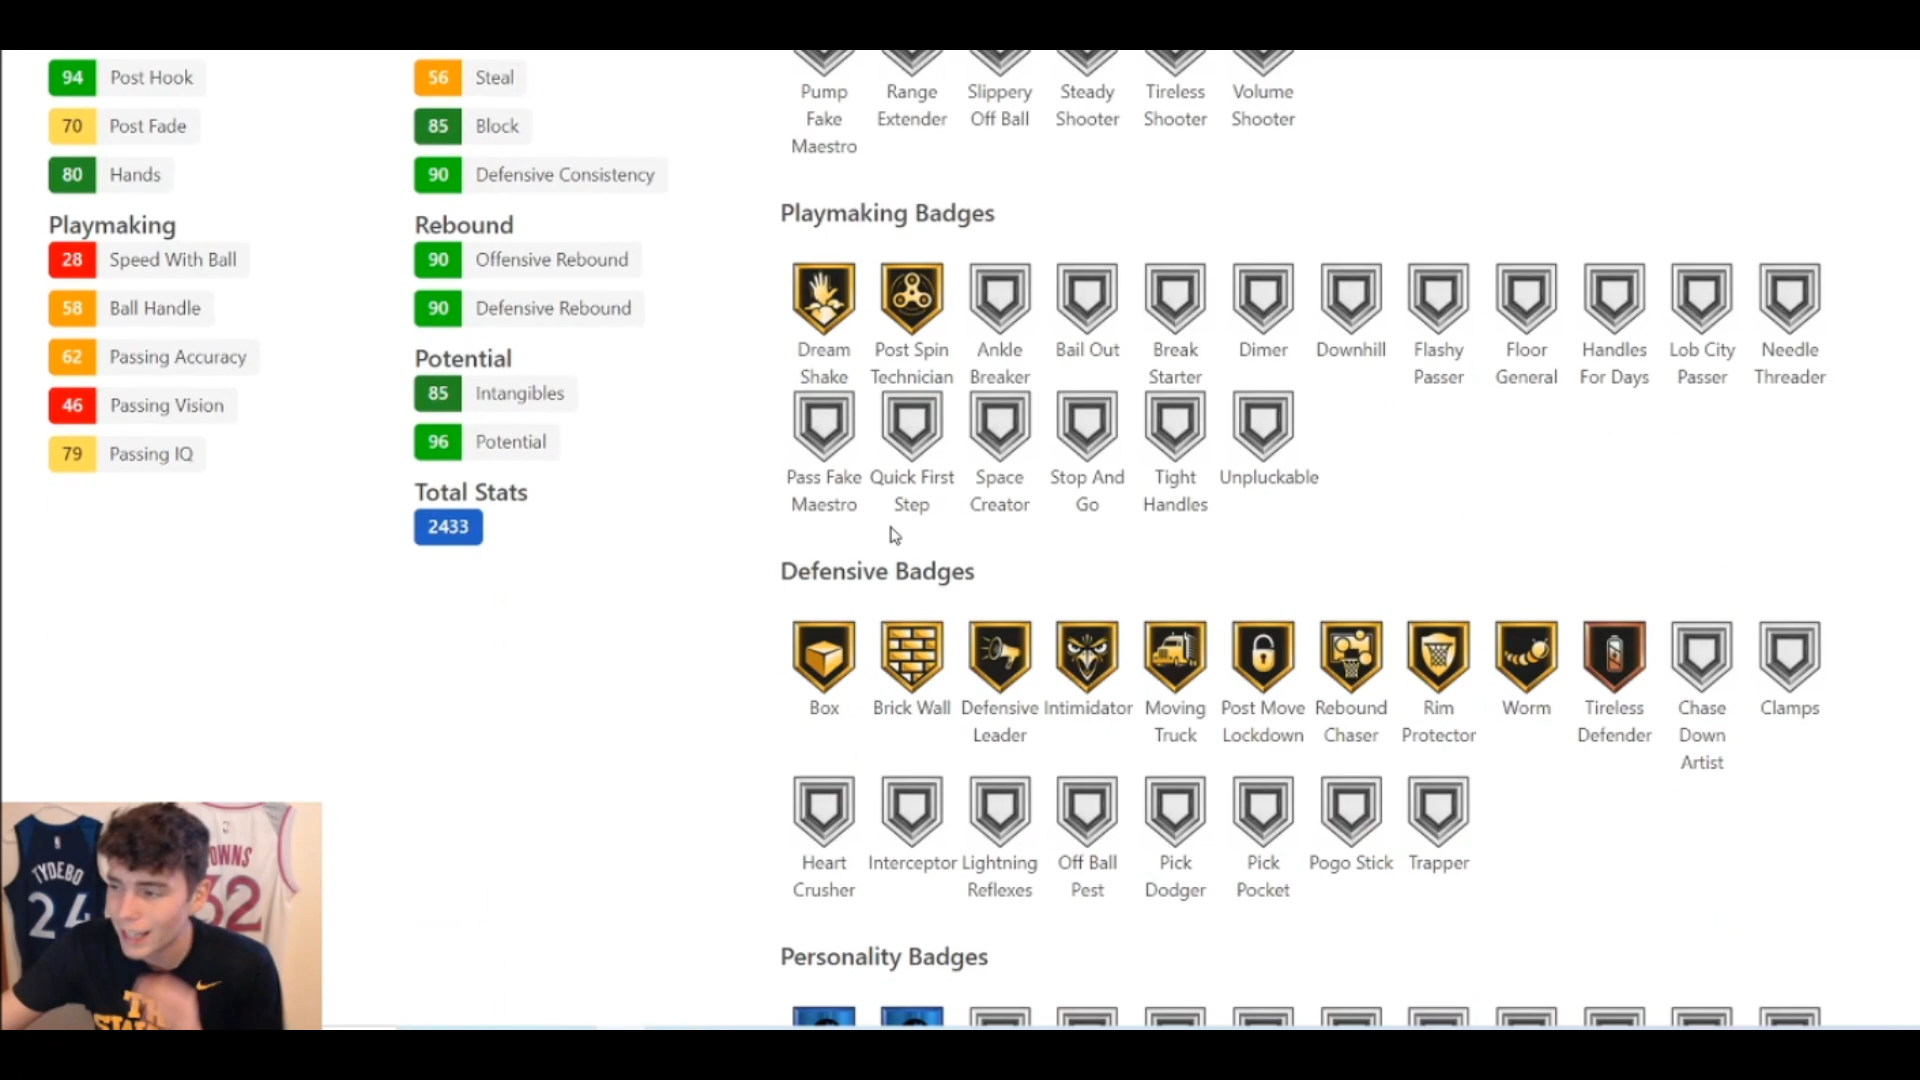 94 Post Hook
70 Post Fade
80 Hands
Playmaking
28 Speed With Ball
58 Ball Handle
62 Passing Accuracy
46 Passing Vision
79 Passing IQ
56 Steal
85 Block
90 Defensive Consistency
Rebound
90 Offensive Rebound
90 Defensive Rebound
Potential
85 Intangibles
96 Potential
Total Stats
2433
Pump Range Slippery Steady Tireless Volume
Fake Extender Off Ball Shooter Shooter Shooter
Maestro
Playmaking Badges
Dream Post Spin Ankle Bail Out Break Dimer Downhill Flashy Floor Handles Lob City Needle
Shake Technician Breaker Starter Passer General For Days Passer Threader
Pass Fake Quick First Space Stop And Tight Unpluckable
Maestro Step Creator Go Handles
Defensive Badges
Box Brick Wall Defensive Intimidator Moving Post Move Rebound Rim Worm Tireless Chase Clamps
Leader Truck Lockdown Chaser Protector Defender Down
Artist
Heart Interceptor Lightning Off Ball Pick Pick Pogo Stick Trapper
Crusher Reflexes Pest Dodger Pocket
Personality Badges
TYDEBO
24
OWNS
32